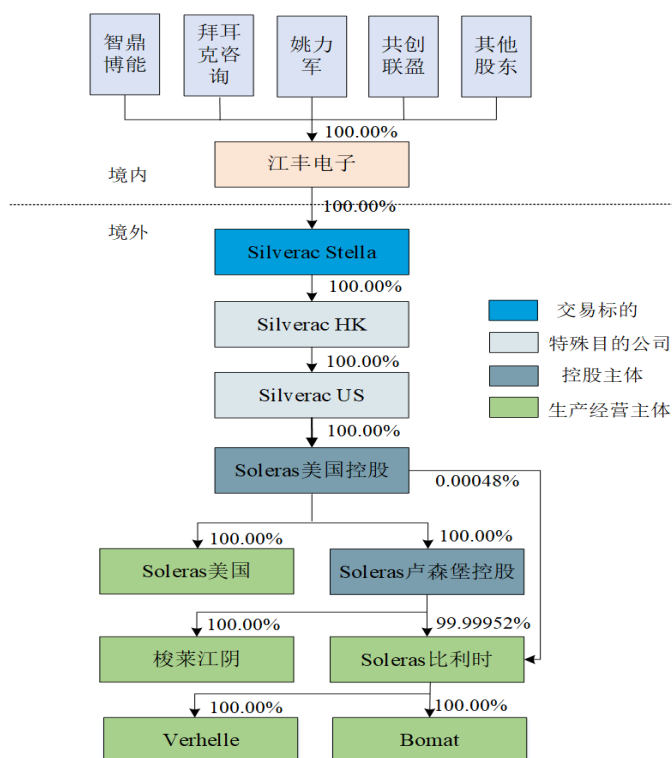 智鼎
博能
拜耳
克咨
询
姚力
军
共创
联盈
其他
股东
100.00%
江丰电子
境内
100.00%
境外
Silverac Stella
100.00%
Silverac HK
100.00%
Silverac US
100.00%
Soleras美国控股
0.00048%
交易标的
特殊目的公司
控股主体
生产经营主体
100.00%
100.00%
Soleras美国
Soleras卢森堡控股
100.00%
99.99952%
梭莱江阴
Soleras比利时
100.00%
100.00%
Verhelle
Bomat